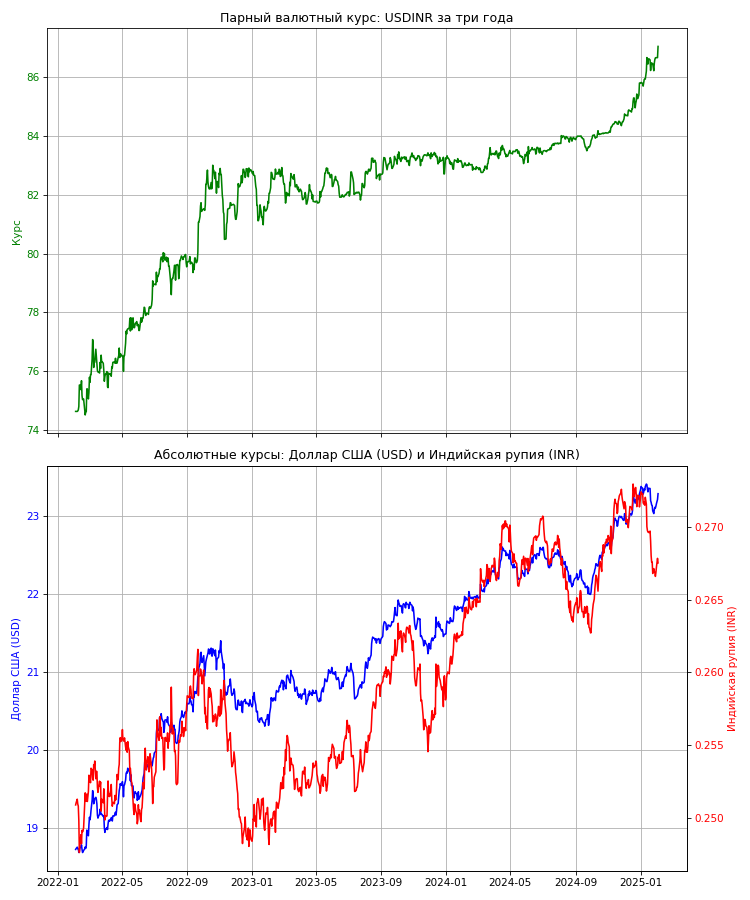 Парный валютный курс: USDINR за три года
86
84
82
80
78
76
74
Курс
Абсолютные курсы: Доллар США (USD) и Индийская рупия (INR)
23
22
21
20
19
Доллар США (USD)
0.270
0.265
0.260
0.255
0.250
Индийская рупия (INR)
2022-01 2022-05 2022-09 2023-01 2023-05 2023-09 2024-01 2024-05 2024-09 2025-01